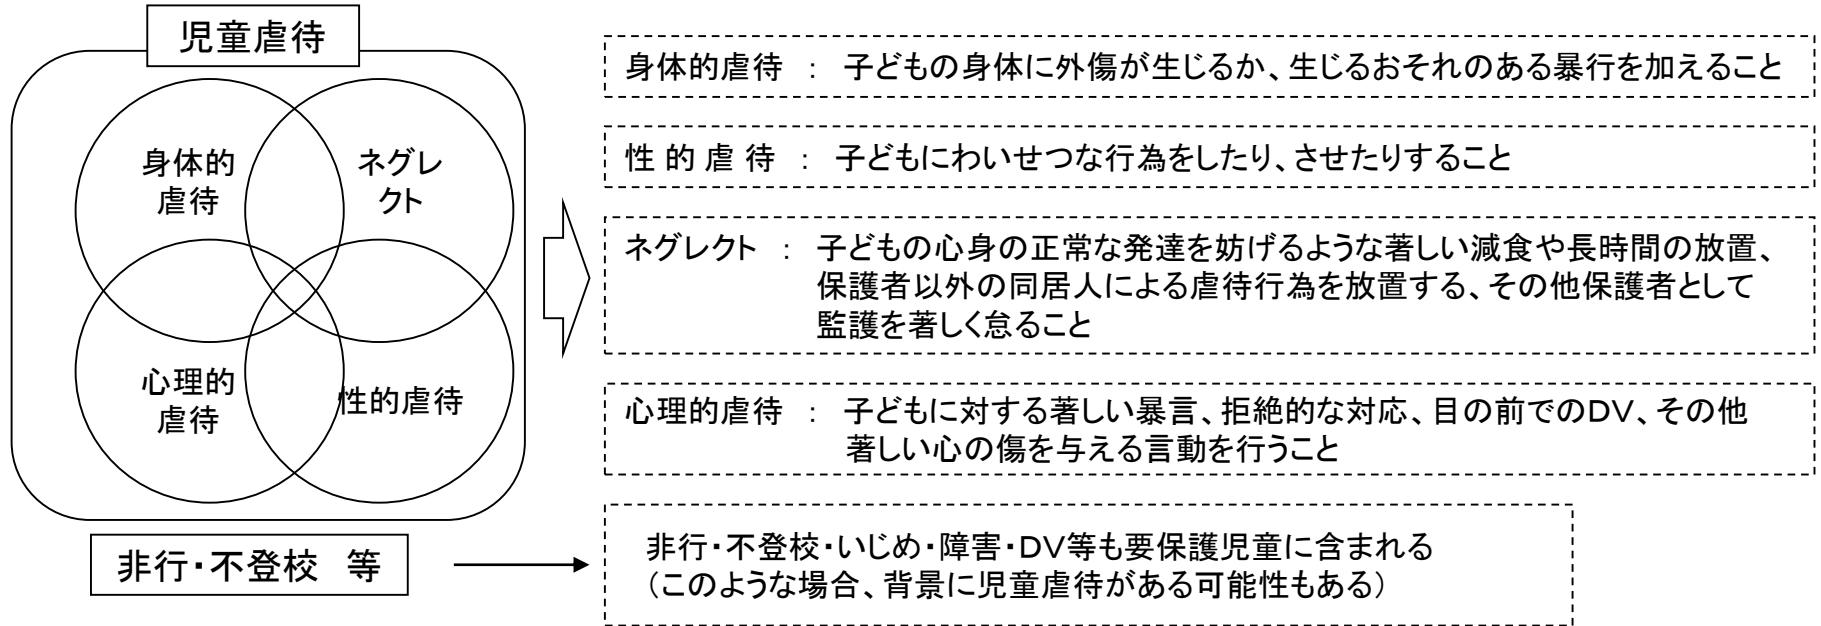 児童虐待
身体的
虐待
ネグレ
クト
心理的
虐待
性的虐待
非行・不登校　等
身体的虐待　：　子どもの身体に外傷が生じるか、生じるおそれのある暴行を加えること
性 的 虐 待　：　子どもにわいせつな行為をしたり、させたりすること
ネグレクト　：　子どもの心身の正常な発達を妨げるような著しい減食や長時間の放置、
保護者以外の同居人による虐待行為を放置する、その他保護者として
監護を著しく怠ること
心理的虐待　：　子どもに対する著しい暴言、拒絶的な対応、目の前でのDV、その他
著しい心の傷を与える言動を行うこと
非行・不登校・いじめ・障害・DV等も要保護児童に含まれる
（このような場合、背景に児童虐待がある可能性もある）